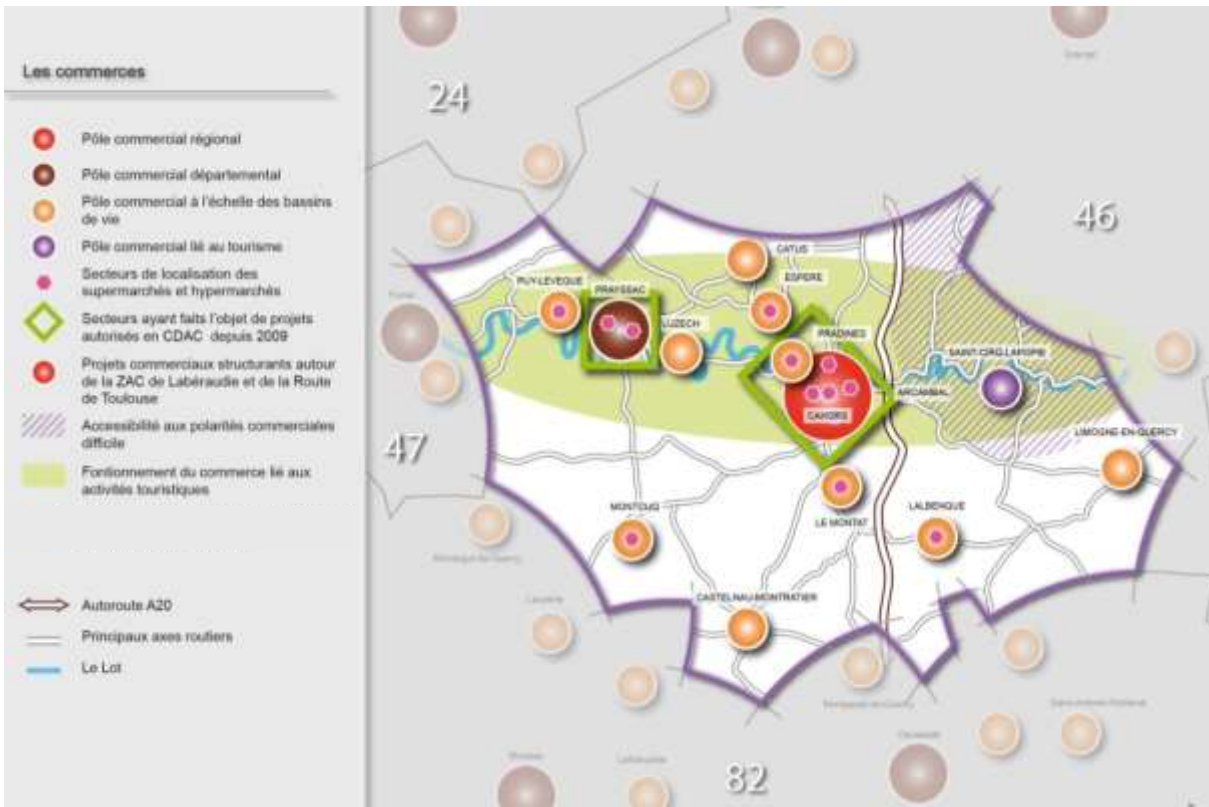 Les commerces
Pôle commercial régional
Pôle commercial départemental
Pôle commercial à l'échelle des bassins
de vie
Pôle commercial lié au tourisme
Secteurs de localisation des
supermarchés et hypermarchés
Secteurs ayant faits l'objet de projets
autorisés en CDAC depuis 2009
Projets commerciaux structurants autour
de la ZAC de Labéraudie et de la Route
de Toulouse
Accessibilité aux polarités commerciales
difficile
Fontionnement du commerce lié aux
activités touristiques
Autoroute A20
Principaux axes routiers
Le Lot
24
46
CATUS
PUY-LEVEQUE
ESPERE
PRAYSSAC
LUZECH
PRADINES
SAINT-CIRQ-LAPOPIE
ARCAMBAL
CAHORS
LIMOGNE-EN-QUERCY
47
MONTCUQ
LE MONTAT
LALBENQUE
CASTELNAU-MONTRATIER
82